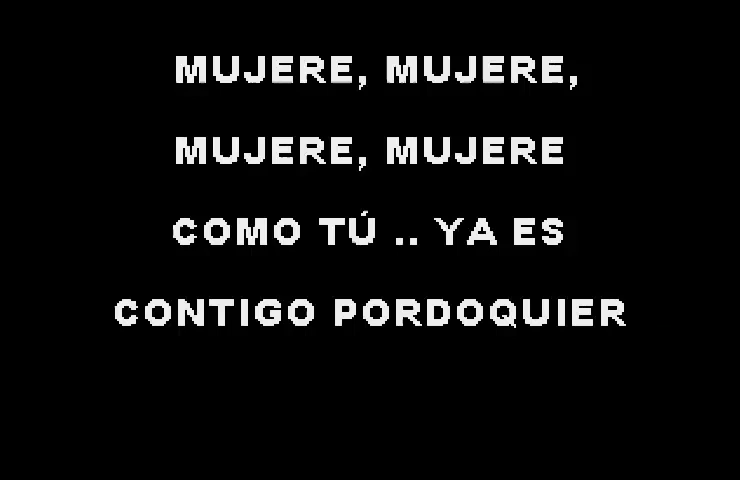 MUJERE, MUJERE,
MUJERE, MUJERE
COMO TÚ .. YA ES
CONTIGO PORDOQUIER